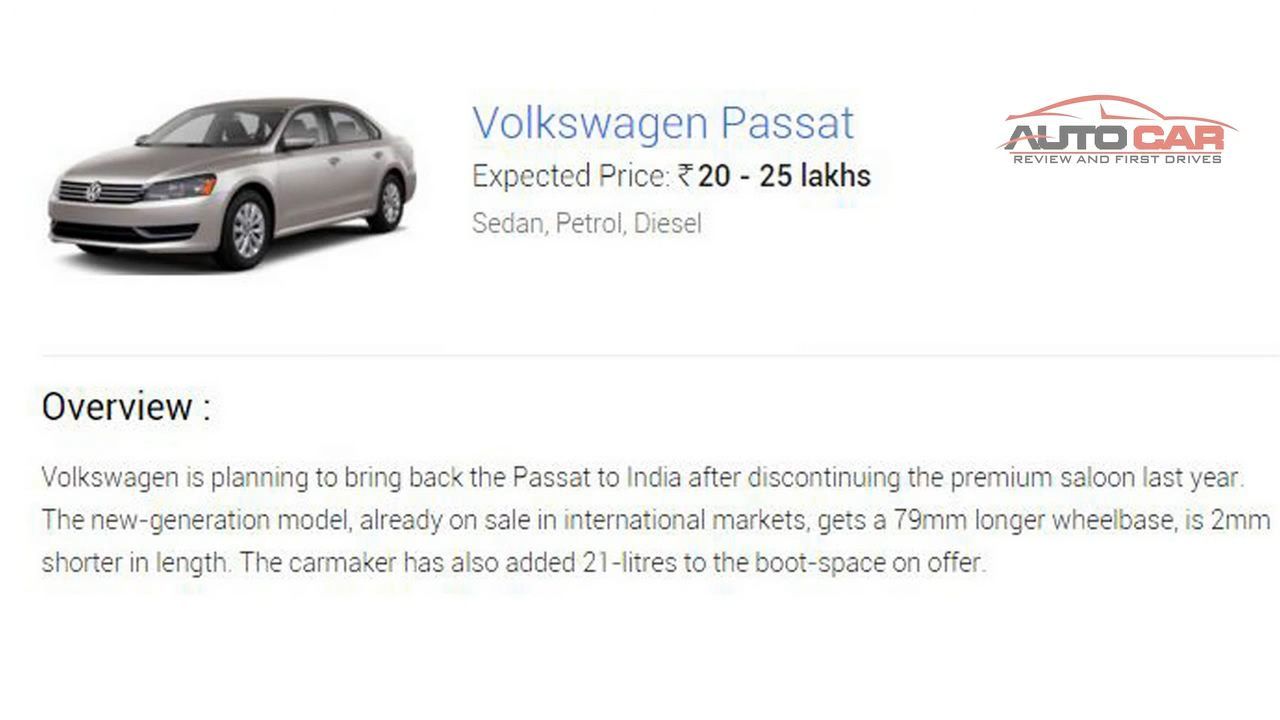 Volkswagen Passat
Expected Price: ₹ 20 - 25 lakhs
Sedan, Petrol, Diesel
AUTOCAR
REVIEW AND FIRST DRIVES
Overview :
Volkswagen is planning to bring back the Passat to India after discontinuing the premium saloon last year.
The new-generation model, already on sale in international markets, gets a 79mm longer wheelbase, is 2mm
shorter in length. The carmaker has also added 21-litres to the boot-space on offer.